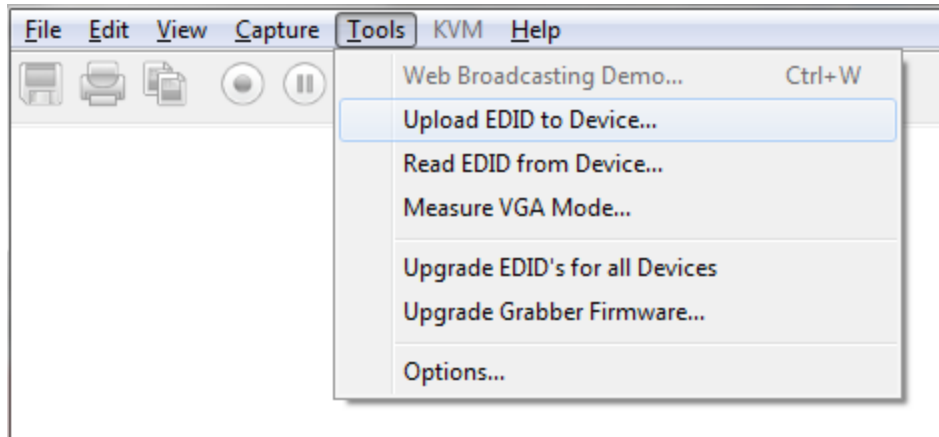 File Edit View Capture Tools KVM Help
Web Broadcasting Demo... Ctrl+W
Upload EDID to Device...
Read EDID from Device...
Measure VGA Mode...
Upgrade EDID's for all Devices
Upgrade Grabber Firmware...
Options...